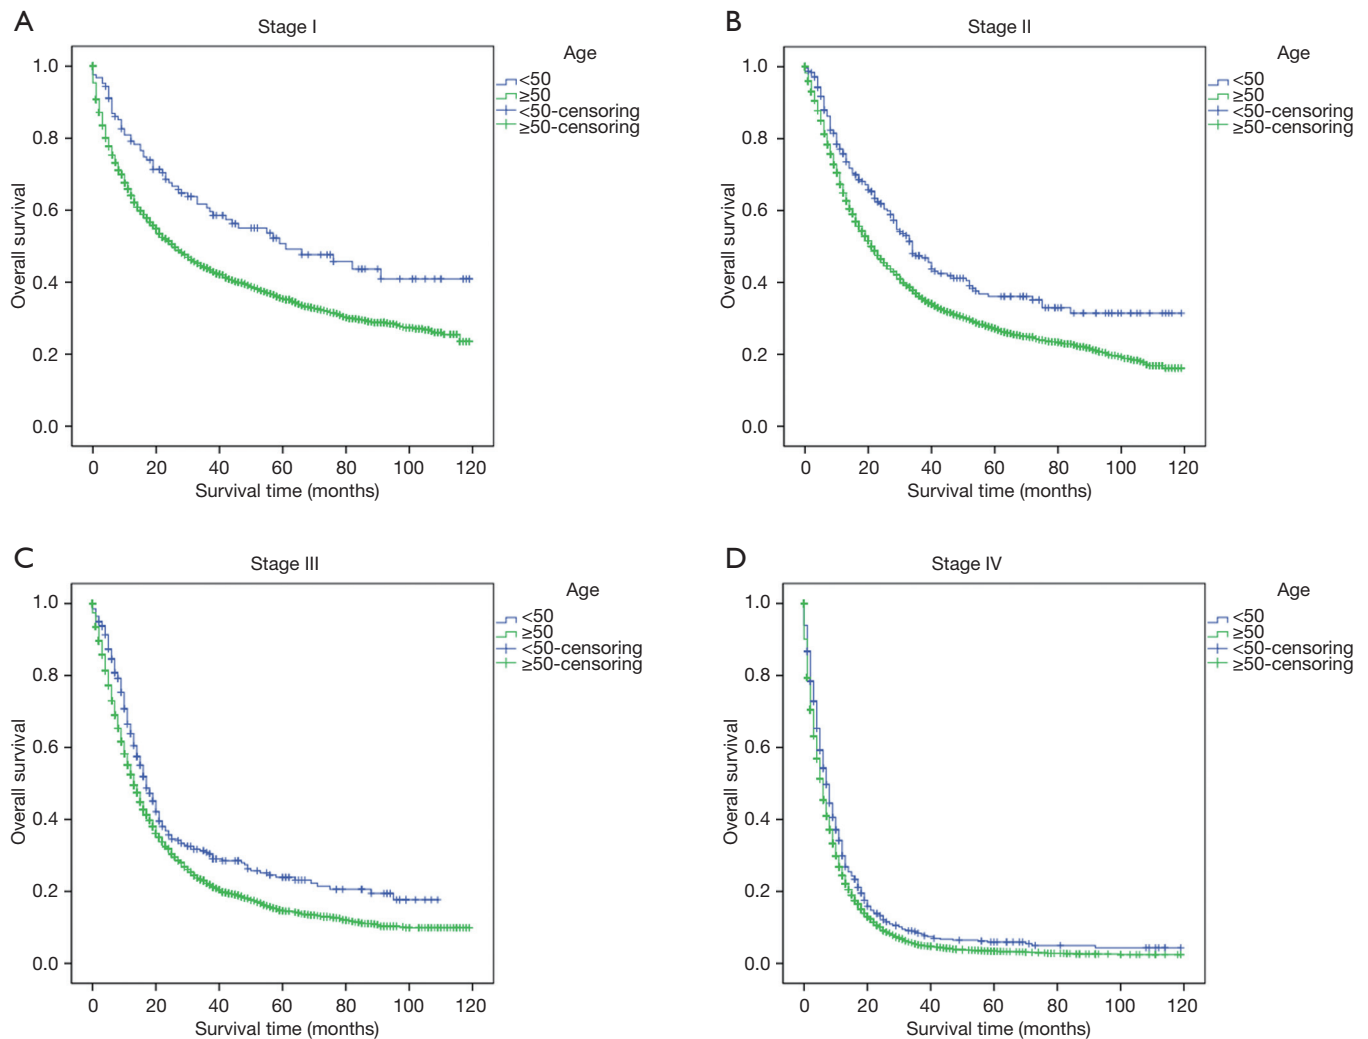 A
Stage I
Age
<50
≥50
<50-censoring
≥50-censoring
Overall survival
1.0
0.8
0.6
0.4
0.2
0.0
0 20 40 60 80 100 120
Survival time (months)
B
Stage II
Age
<50
≥50
<50-censoring
≥50-censoring
Overall survival
1.0
0.8
0.6
0.4
0.2
0.0
0 20 40 60 80 100 120
Survival time (months)
C
Stage III
Age
<50
≥50
<50-censoring
≥50-censoring
Overall survival
1.0
0.8
0.6
0.4
0.2
0.0
0 20 40 60 80 100 120
Survival time (months)
D
Stage IV
Age
<50
≥50
<50-censoring
≥50-censoring
Overall survival
1.0
0.8
0.6
0.4
0.2
0.0
0 20 40 60 80 100 120
Survival time (months)